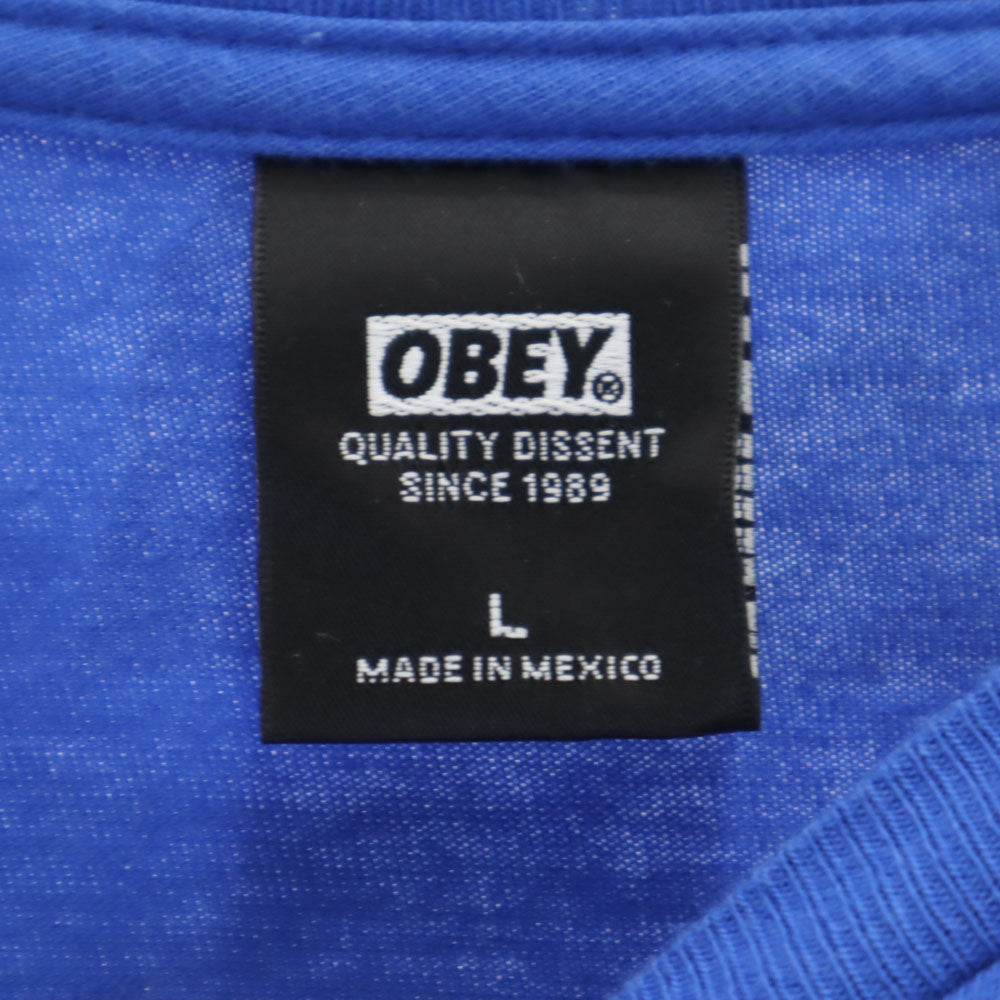 OBEY®
QUALITY DISSENT
SINCE 1989
L
MADE IN MEXICO